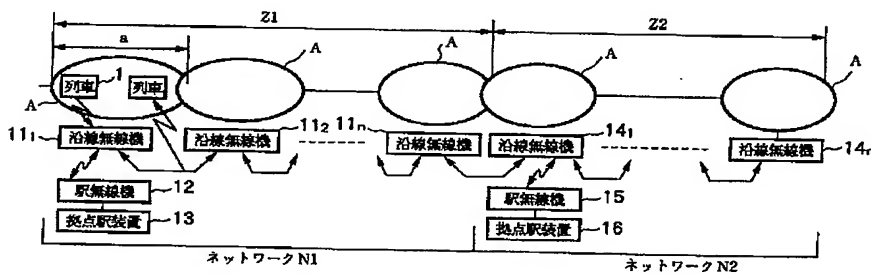 Z1 Z2
a
A A A A A
列車 1 列車
11₁ 沿線無線機 沿線無線機 11₂ 11ₙ 沿線無線機 14₁ 沿線無線機 沿線無線機 14ₙ
駅無線機 12 駅無線機 15
拠点駅装置 13 拠点駅装置 16
ネットワークN1 ネットワークN2